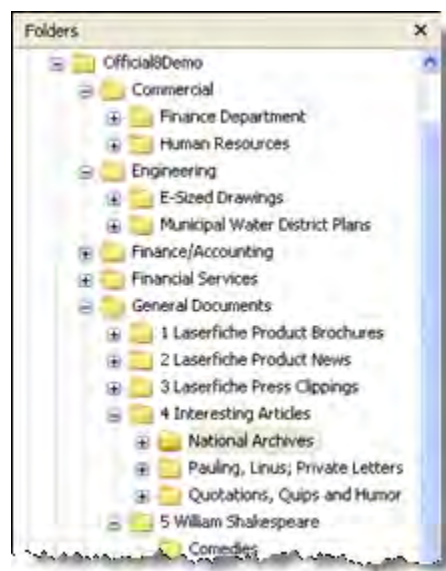 Folders
Official8Demo
Commercial
Finance Department
Human Resources
Engineering
E-Sized Drawings
Municipal Water District Plans
Finance/Accounting
Financial Services
General Documents
1 Laserfiche Product Brochures
2 Laserfiche Product News
3 Laserfiche Press Clippings
4 Interesting Articles
National Archives
Pauling, Linus; Private Letters
Quotations, Quips and Humor
5 William Shakespeare
Comedies